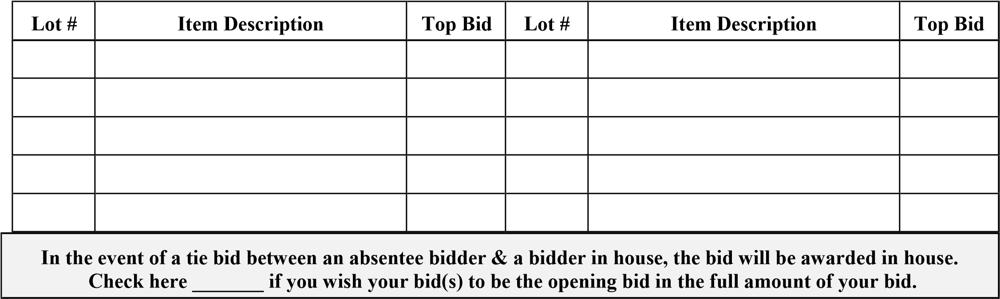 Lot # Item Description Top Bid Lot # Item Description Top Bid
In the event of a tie bid between an absentee bidder & a bidder in house, the bid will be awarded in house.
Check here _______ if you wish your bid(s) to be the opening bid in the full amount of your bid.